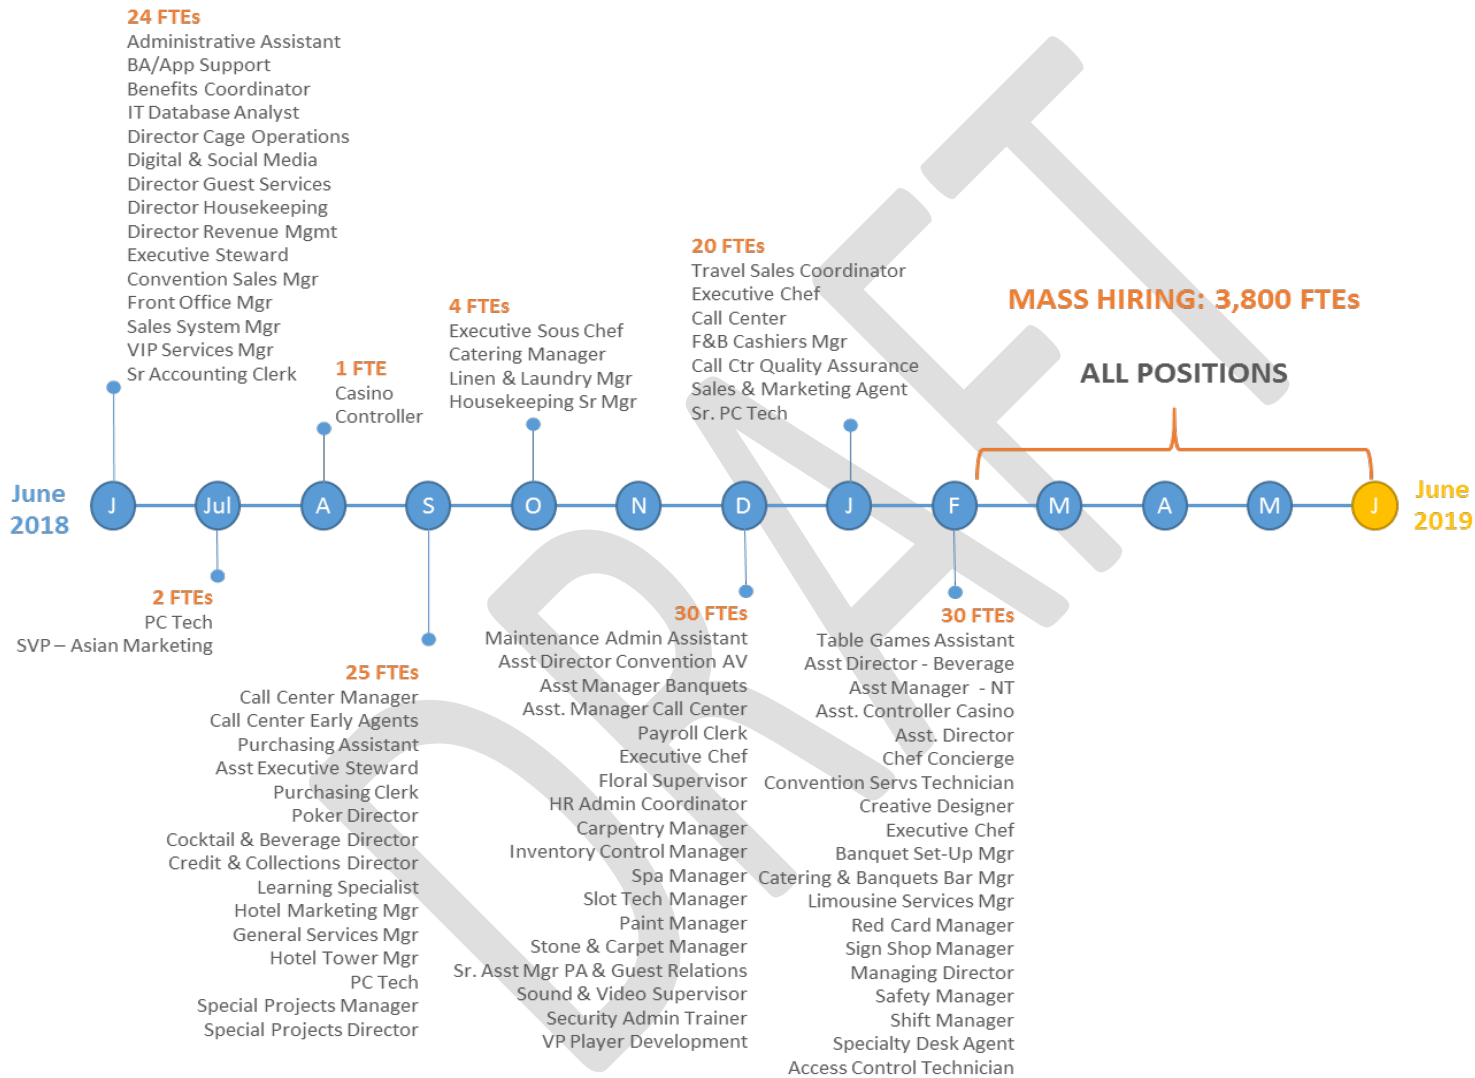 24 FTEs
Administrative Assistant
BA/App Support
Benefits Coordinator
IT Database Analyst
Director Cage Operations
Digital & Social Media
Director Guest Services
Director Housekeeping
Director Revenue Mgmt
Executive Steward
Convention Sales Mgr
Front Office Mgr
Sales System Mgr
VIP Services Mgr
Sr Accounting Clerk
1 FTE
Casino
Controller
4 FTEs
Executive Sous Chef
Catering Manager
Linen & Laundry Mgr
Housekeeping Sr Mgr
20 FTEs
Travel Sales Coordinator
Executive Chef
Call Center
F&B Cashiers Mgr
Call Ctr Quality Assurance
Sales & Marketing Agent
Sr. PC Tech
MASS HIRING: 3,800 FTEs
ALL POSITIONS
June
2018
J
Jul
A
S
O
N
D
J
F
M
A
M
J
June
2019
2 FTEs
PC Tech
SVP – Asian Marketing
25 FTEs
Call Center Manager
Call Center Early Agents
Purchasing Assistant
Asst Executive Steward
Purchasing Clerk
Poker Director
Cocktail & Beverage Director
Credit & Collections Director
Learning Specialist
Hotel Marketing Mgr
General Services Mgr
Hotel Tower Mgr
PC Tech
Special Projects Manager
Special Projects Director
30 FTEs
Maintenance Admin Assistant
Asst Director Convention AV
Asst Manager Banquets
Asst. Manager Call Center
Payroll Clerk
Executive Chef
Floral Supervisor
HR Admin Coordinator
Carpentry Manager
Inventory Control Manager
Spa Manager
Slot Tech Manager
Paint Manager
Stone & Carpet Manager
Sr. Asst Mgr PA & Guest Relations
Sound & Video Supervisor
Security Admin Trainer
VP Player Development
30 FTEs
Table Games Assistant
Asst Director - Beverage
Asst Manager  - NT
Asst. Controller Casino
Asst. Director
Chef Concierge
Convention Servs Technician
Creative Designer
Executive Chef
Banquet Set-Up Mgr
Catering & Banquets Bar Mgr
Limousine Services Mgr
Red Card Manager
Sign Shop Manager
Managing Director
Safety Manager
Shift Manager
Specialty Desk Agent
Access Control Technician
DRAFT